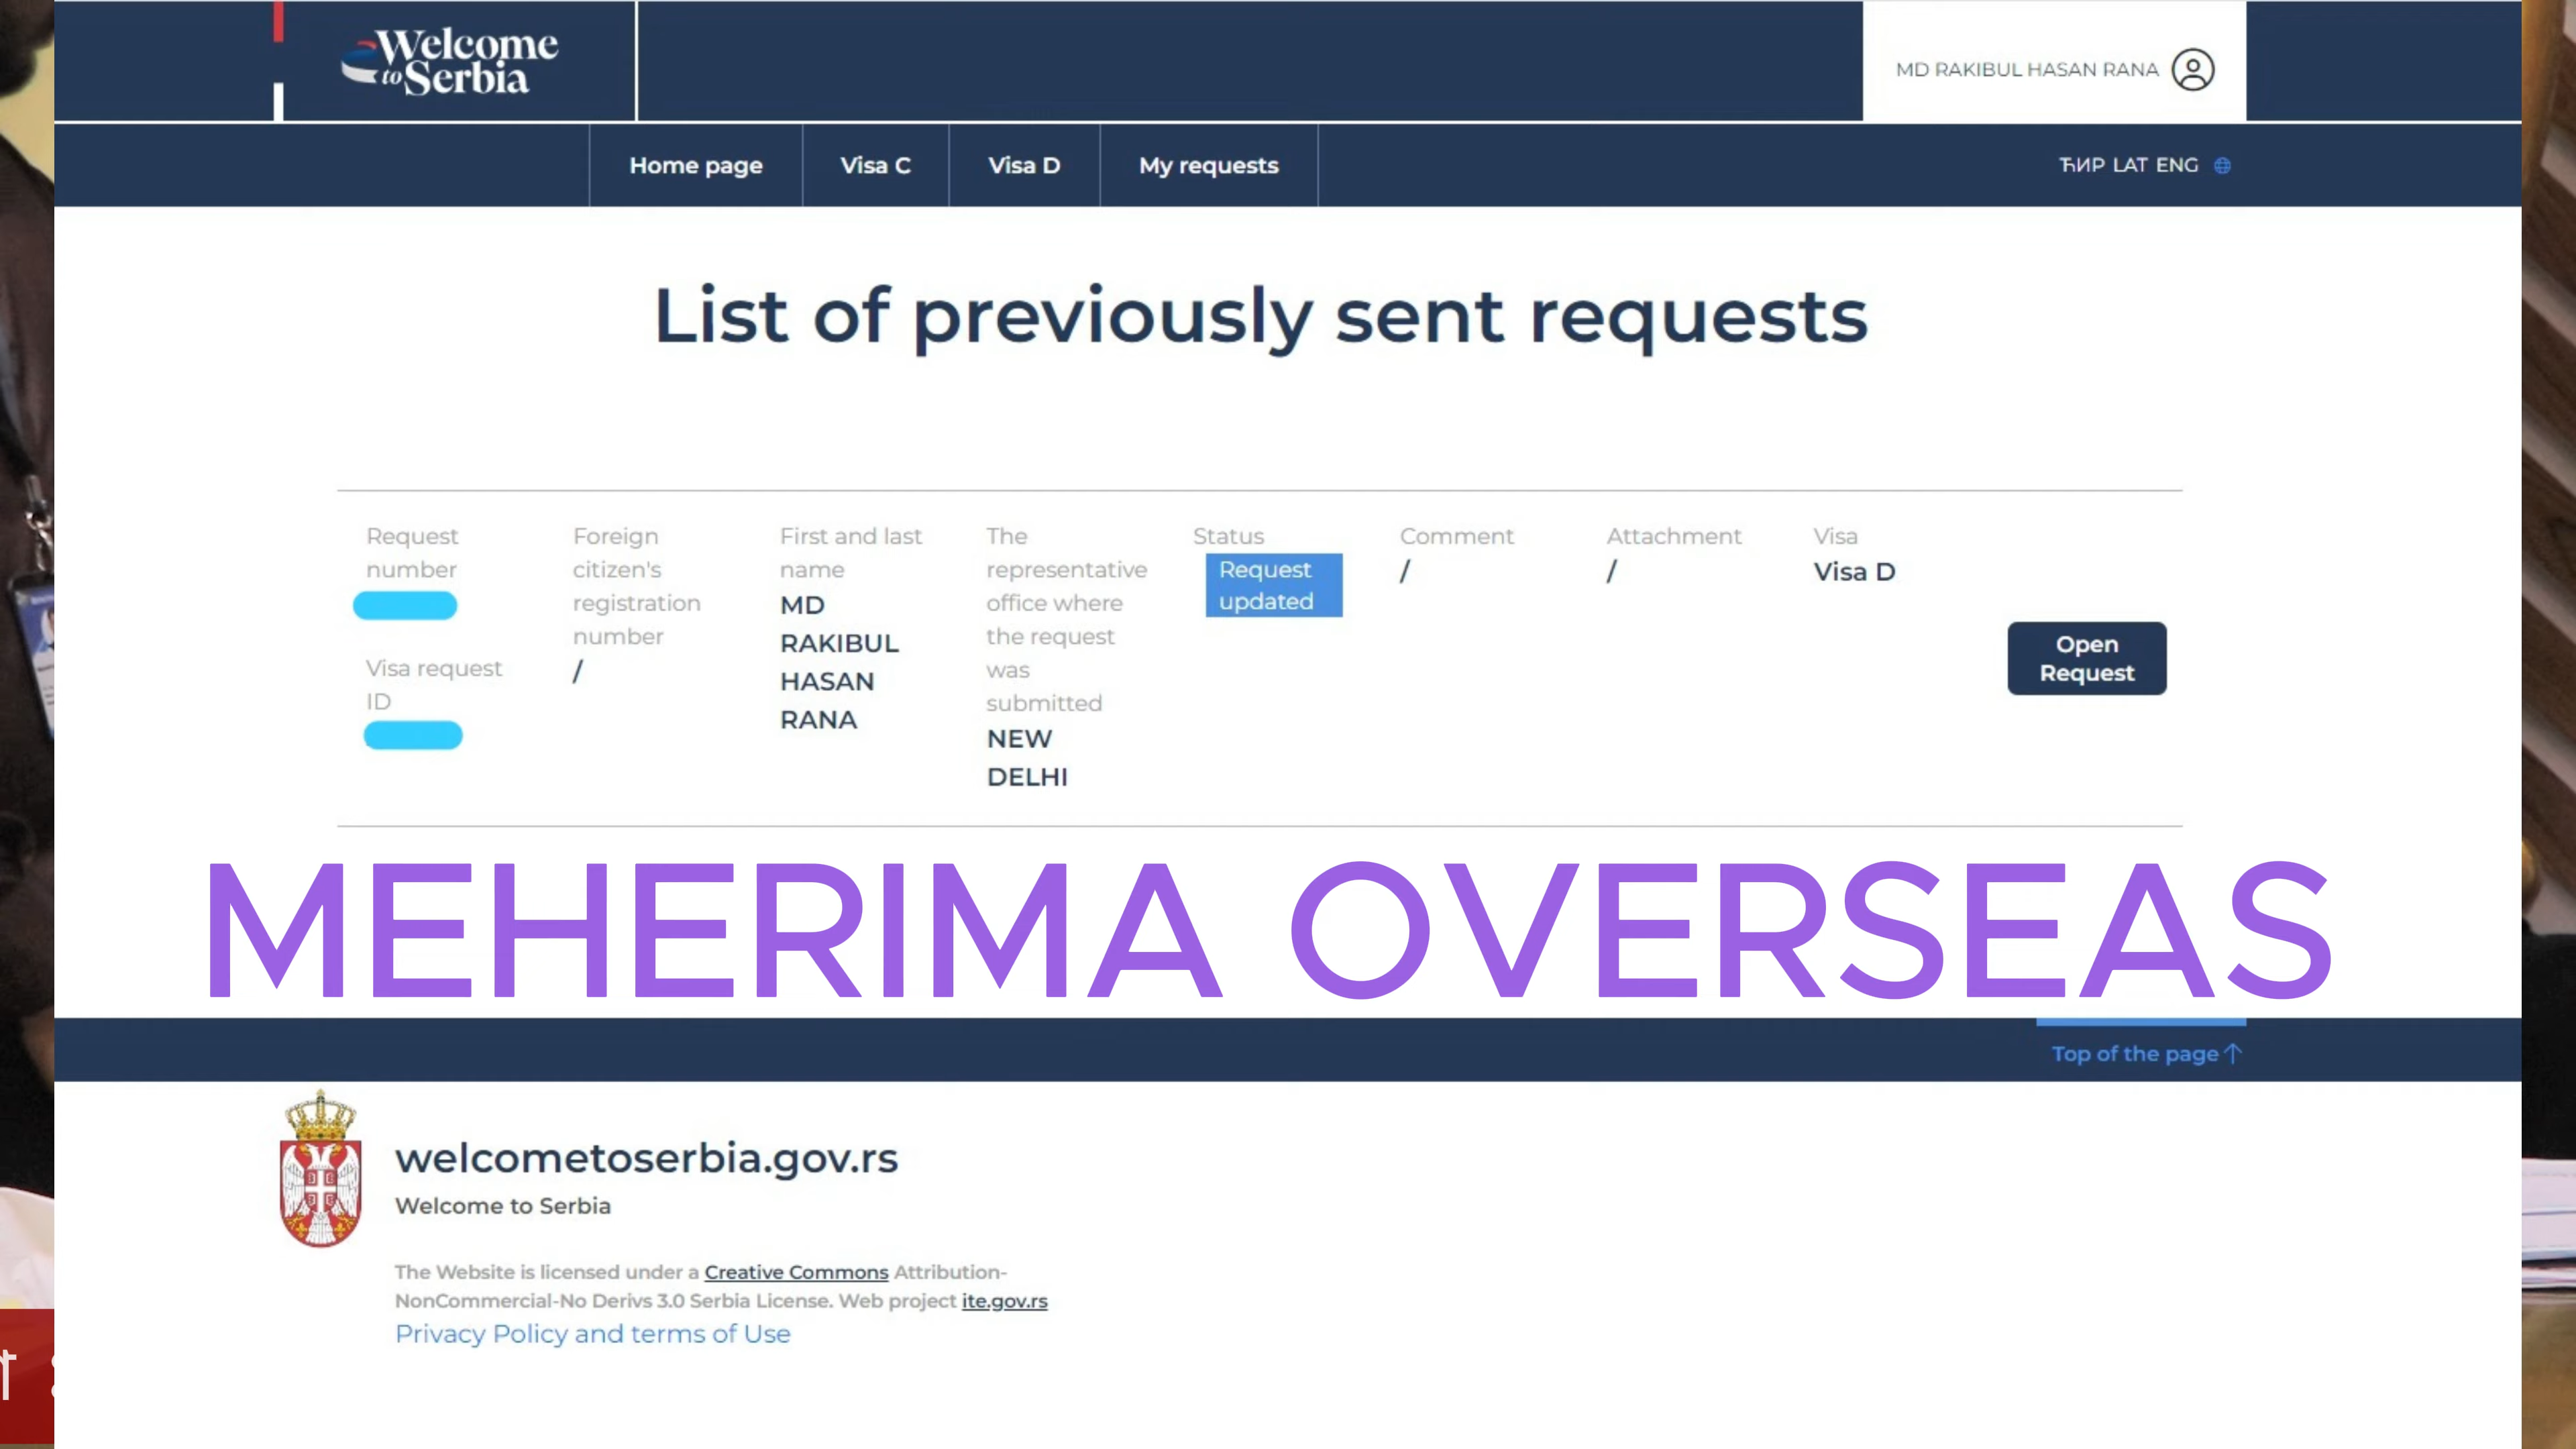 Welcome
to Serbia
MD RAKIBUL HASAN RANA
Home page Visa C Visa D My requests
ЋИР LAT ENG
List of previously sent requests
Request
number
Visa request
ID
Foreign
citizen's
registration
number
/
First and last
name
MD
RAKIBUL
HASAN
RANA
The
representative
office where
the request
was
submitted
NEW
DELHI
Status
Request
updated
Comment
/
Attachment
/
Visa
Visa D
Open
Request
MEHERIMA OVERSEAS
Top of the page↑
welcometoserbia.gov.rs
Welcome to Serbia
The Website is licensed under a Creative Commons Attribution-
NonCommercial-No Derivs 3.0 Serbia License. Web project ite.gov.rs
Privacy Policy and terms of Use